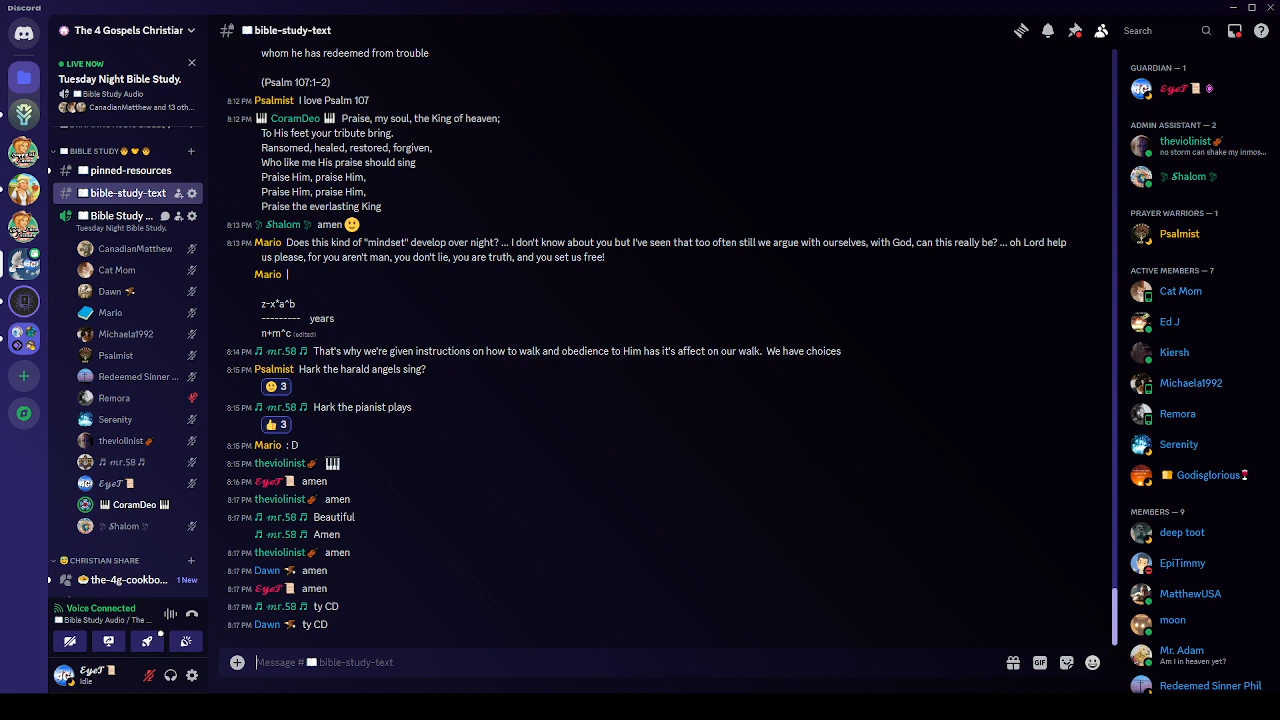 Discord
The 4 Gospels Christian
LIVE NOW
Tuesday Night Bible Study.
Bible Study Audio
CanadianMatthew and 13 oth...
BIBLE STUDY
pinned-resources
bible-study-text
Bible Study ...
Tuesday Night Bible Study.
CanadianMatthew
Cat Mom
Dawn
Mario
Michaela1992
Psalmist
Redeemed Sinner ...
Remora
Serenity
theviolinist
mr.58
EyeT
CoramDeo
Shalom
CHRISTIAN SHARE
the-4g-cookbo...
1 New
Voice Connected
Bible Study Audio / The ...
EyeT
Idle
bible-study-text
Search
whom he has redeemed from trouble
(Psalm 107:1–2)
8:12 PM Psalmist I love Psalm 107
8:12 PM CoramDeo Praise, my soul, the King of heaven;
To His feet your tribute bring.
Ransomed, healed, restored, forgiven,
Who like me His praise should sing
Praise Him, praise Him,
Praise Him, praise Him,
Praise the everlasting King
8:13 PM Shalom amen
8:13 PM Mario Does this kind of "mindset" develop over night? ... I don't know about you but I've seen that too often still we argue with ourselves, with God, can this really be? ... oh Lord help
us please, for you aren't man, you don't lie, you are truth, and you set us free!
Mario |
z-x*a^b
--------- years
n+m^c (edited)
8:14 PM mr.58 That's why we're given instructions on how to walk and obedience to Him has it's affect on our walk. We have choices
8:15 PM Psalmist Hark the harald angels sing?
3
8:15 PM mr.58 Hark the pianist plays
3
8:15 PM Mario : D
8:15 PM theviolinist
8:16 PM EyeT amen
8:17 PM theviolinist amen
8:17 PM mr.58 Beautiful
mr.58 Amen
8:17 PM theviolinist amen
8:17 PM Dawn amen
8:17 PM EyeT amen
8:17 PM mr.58 ty CD
8:17 PM Dawn ty CD
Message # bible-study-text
GIF
GUARDIAN — 1
EyeT
ADMIN ASSISTANT — 2
theviolinist
no storm can shake my inmos...
Shalom
PRAYER WARRIORS — 1
Psalmist
ACTIVE MEMBERS — 7
Cat Mom
Ed J
Kiersh
Michaela1992
Remora
Serenity
Godisglorious
MEMBERS — 9
deep toot
EpiTimmy
MatthewUSA
moon
Mr. Adam
Am I in heaven yet?
Redeemed Sinner Phil